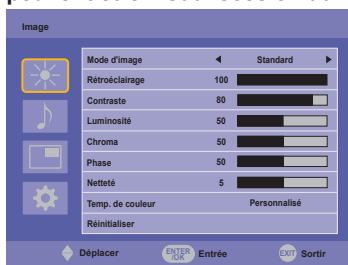 Image
Mode d'image Standard
Rétroéclairage 100
Contraste 80
Luminosité 50
Chroma 50
Phase 50
Netteté 5
Temp. de couleur Personnalisé
Réinitialiser
Déplacer ENTER /OK Entrée EXIT Sortir